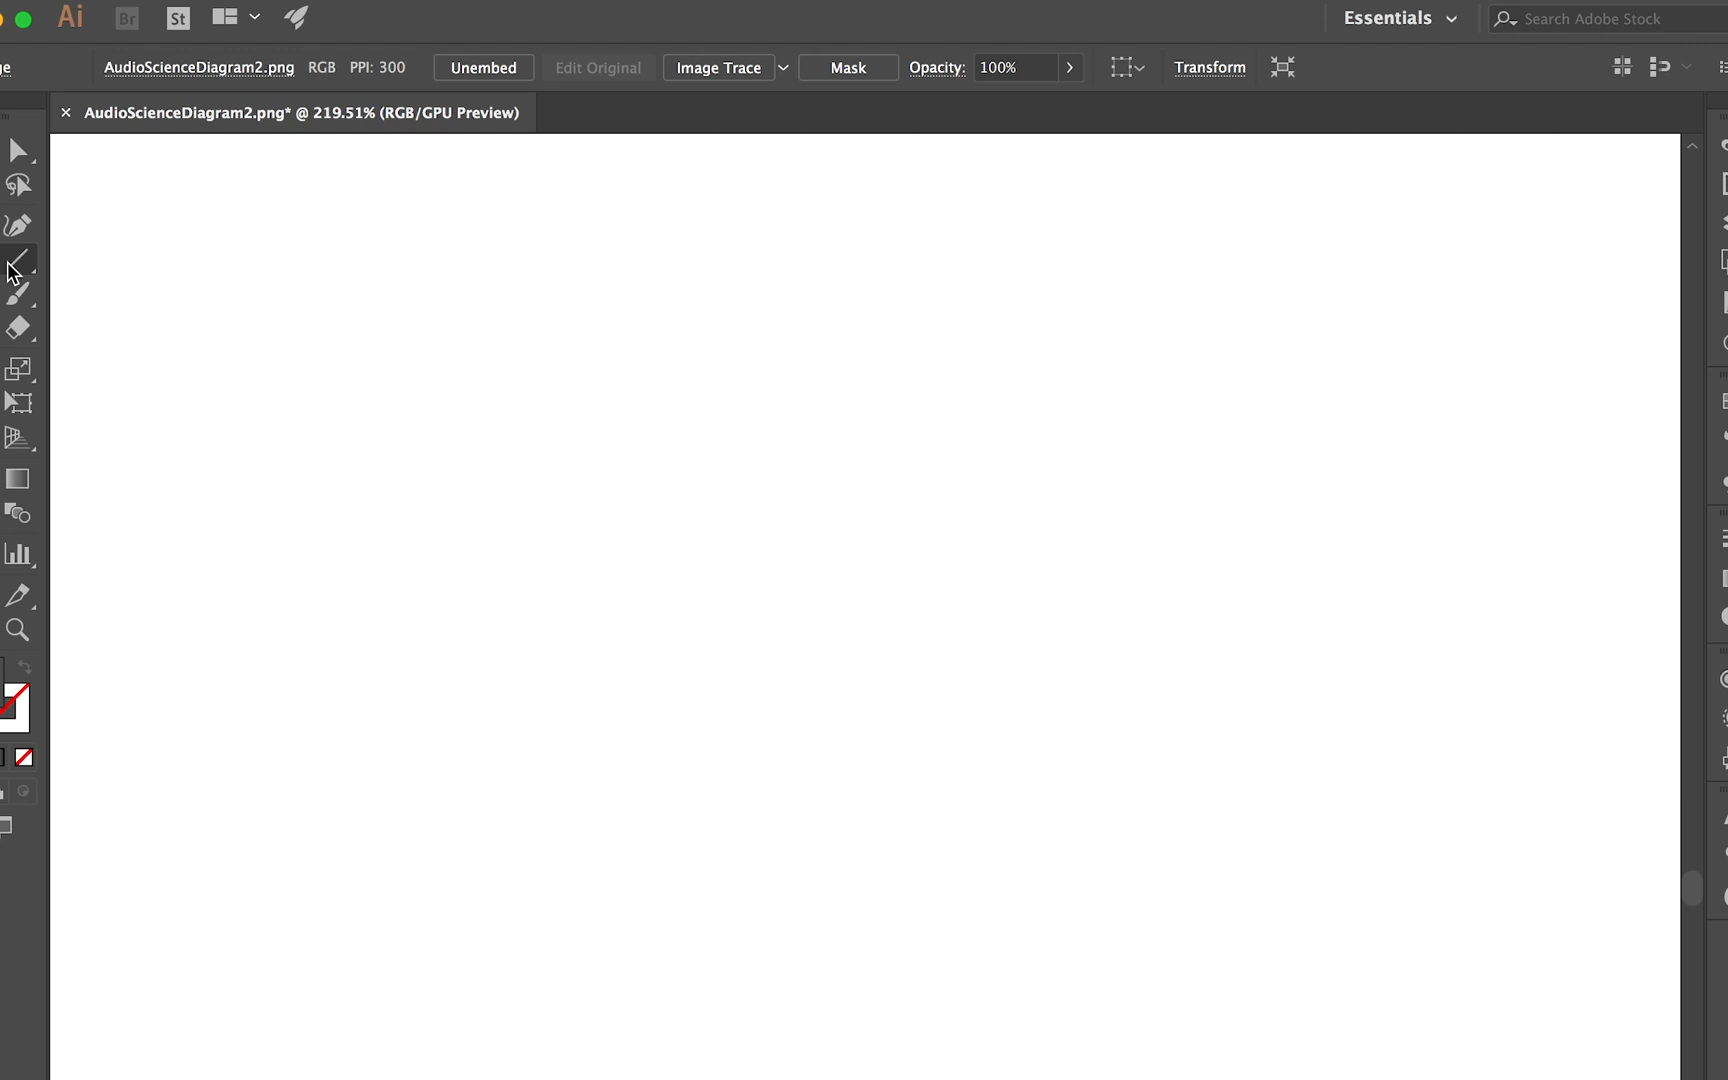 Ai Br St Essentials Search Adobe Stock
ge AudioScienceDiagram2.png RGB PPI: 300 Unembed Edit Original Image Trace Mask Opacity: 100% Transform
× AudioScienceDiagram2.png* @ 219.51% (RGB/GPU Preview)